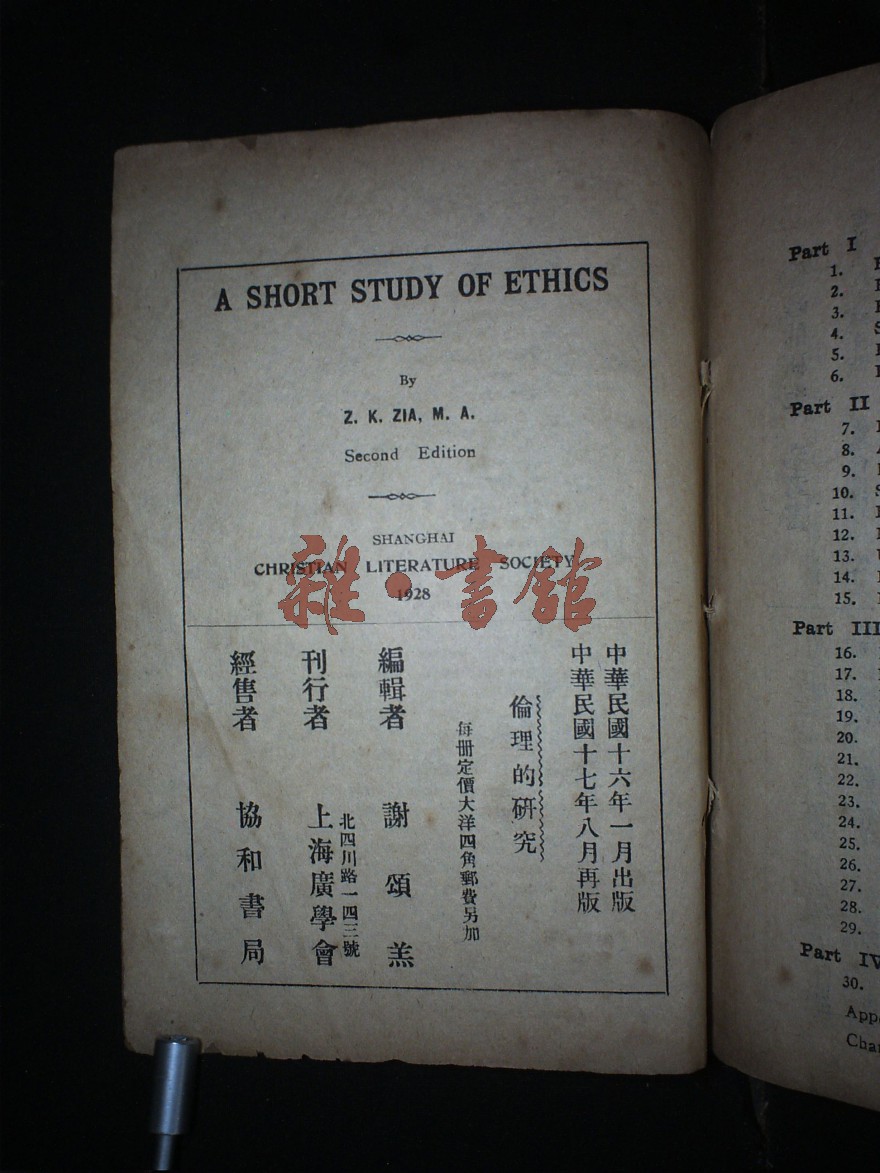 A SHORT STUDY OF ETHICS
By
Z. K. ZIA, M. A.
Second Edition
SHANGHAI
CHRISTIAN LITERATURE SOCIETY
1928
雜·書館
中華民國十六年一月出版
中華民國十七年八月再版
倫理的研究
每册定價大洋四角郵費另加
編輯者 謝頌羔
刊行者 上海廣學會
北四川路一四三號
經售者 協和書局
Part I
1.
2.
3.
4.
5.
6.
Part II
7.
8.
9.
10.
11.
12.
13.
14.
15.
Part III
16.
17.
18.
19.
20.
21.
22.
23.
24.
25.
26.
27.
28.
29.
Part IV
30.